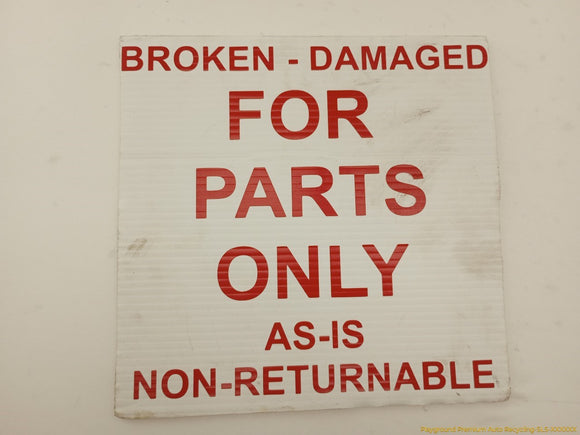 BROKEN - DAMAGED
FOR
PARTS
ONLY
AS-IS
NON-RETURNABLE